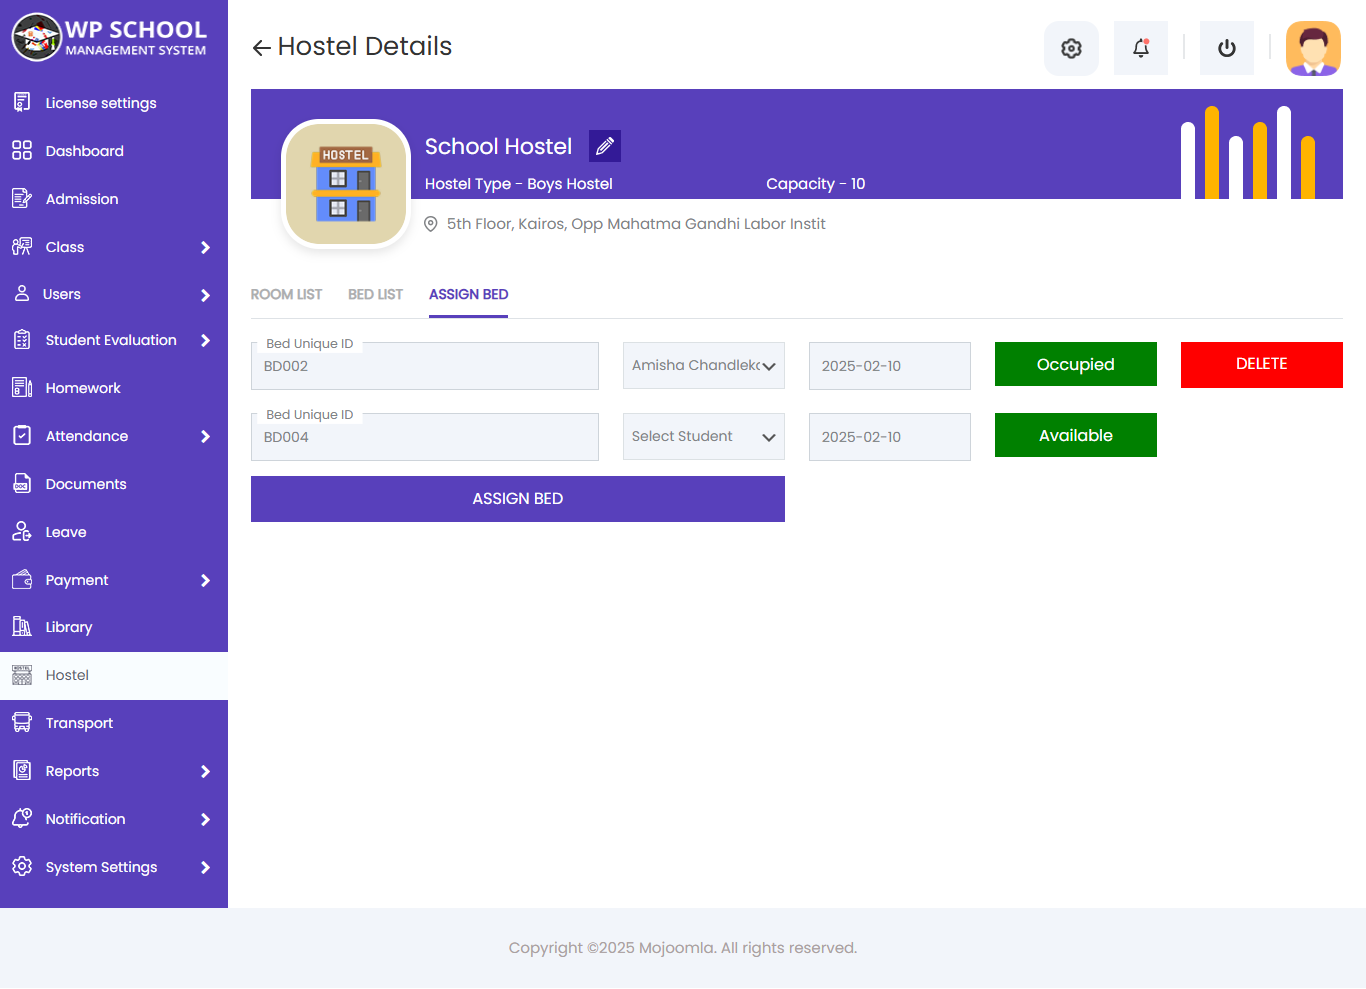 WP SCHOOL
MANAGEMENT SYSTEM
License settings
Dashboard
Admission
Class
Users
Student Evaluation
Homework
Attendance
Documents
Leave
Payment
Library
Hostel
Transport
Reports
Notification
System Settings
Hostel Details
HOSTEL
School Hostel
Hostel Type - Boys Hostel
Capacity - 10
5th Floor, Kairos, Opp Mahatma Gandhi Labor Instit
ROOM LIST
BED LIST
ASSIGN BED
Bed Unique ID
BD002
Amisha Chandlek
2025-02-10
Occupied
DELETE
Bed Unique ID
BD004
Select Student
2025-02-10
Available
ASSIGN BED
Copyright ©2025 Mojoomla. All rights reserved.